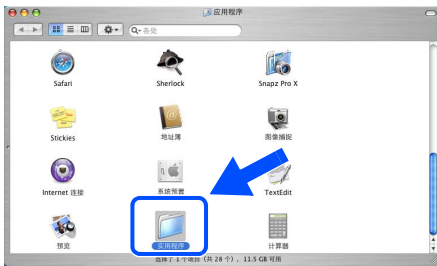 应用程序
本处
Safari
Sherlock
Snapz Pro X
Stickies
地址簿
图像捕捉
Internet 连接
系统预置
TextEdit
预览
实用程序
计算器
选择了 1 个项目（共 28 个）, 11.5 GB 可用